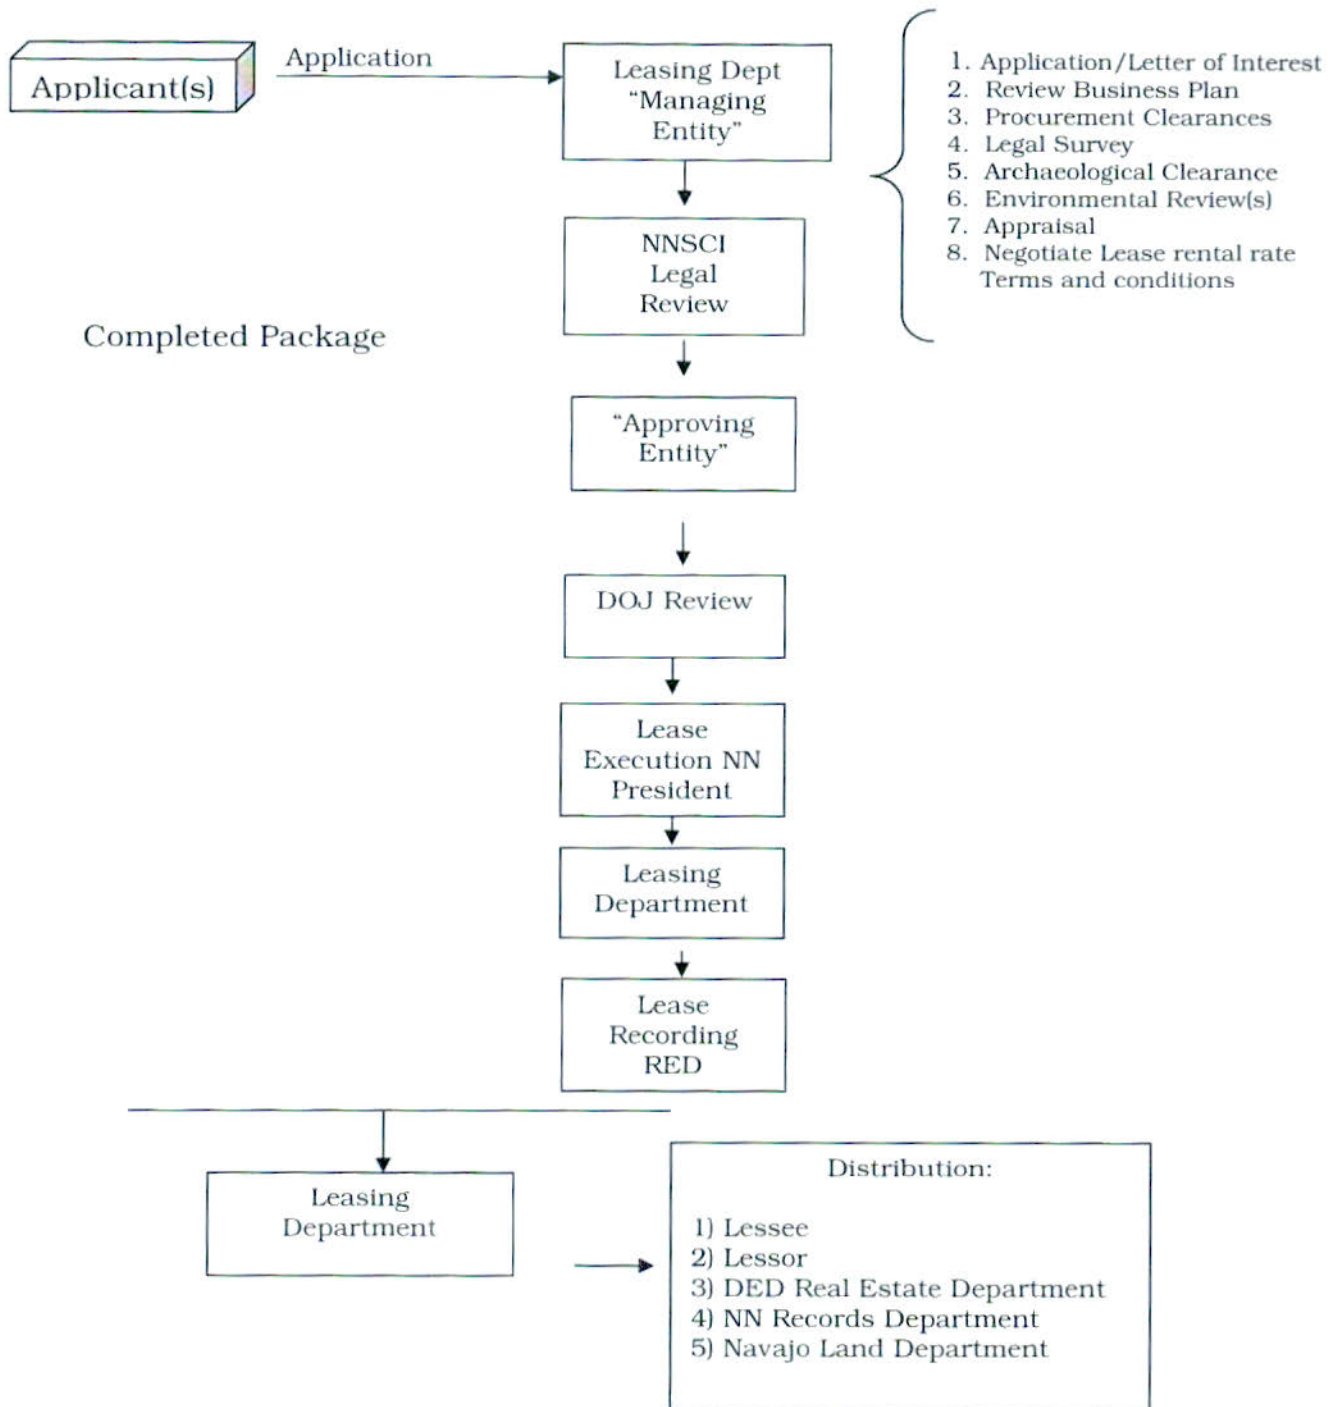 Applicant(s)
Application
Leasing Dept
“Managing
Entity”
1. Application/Letter of Interest
2. Review Business Plan
3. Procurement Clearances
4. Legal Survey
5. Archaeological Clearance
6. Environmental Review(s)
7. Appraisal
8. Negotiate Lease rental rate
Terms and conditions
NNSCI
Legal
Review
Completed Package
“Approving
Entity”
DOJ Review
Lease
Execution NN
President
Leasing
Department
Lease
Recording
RED
Leasing
Department
Distribution:
1) Lessee
2) Lessor
3) DED Real Estate Department
4) NN Records Department
5) Navajo Land Department